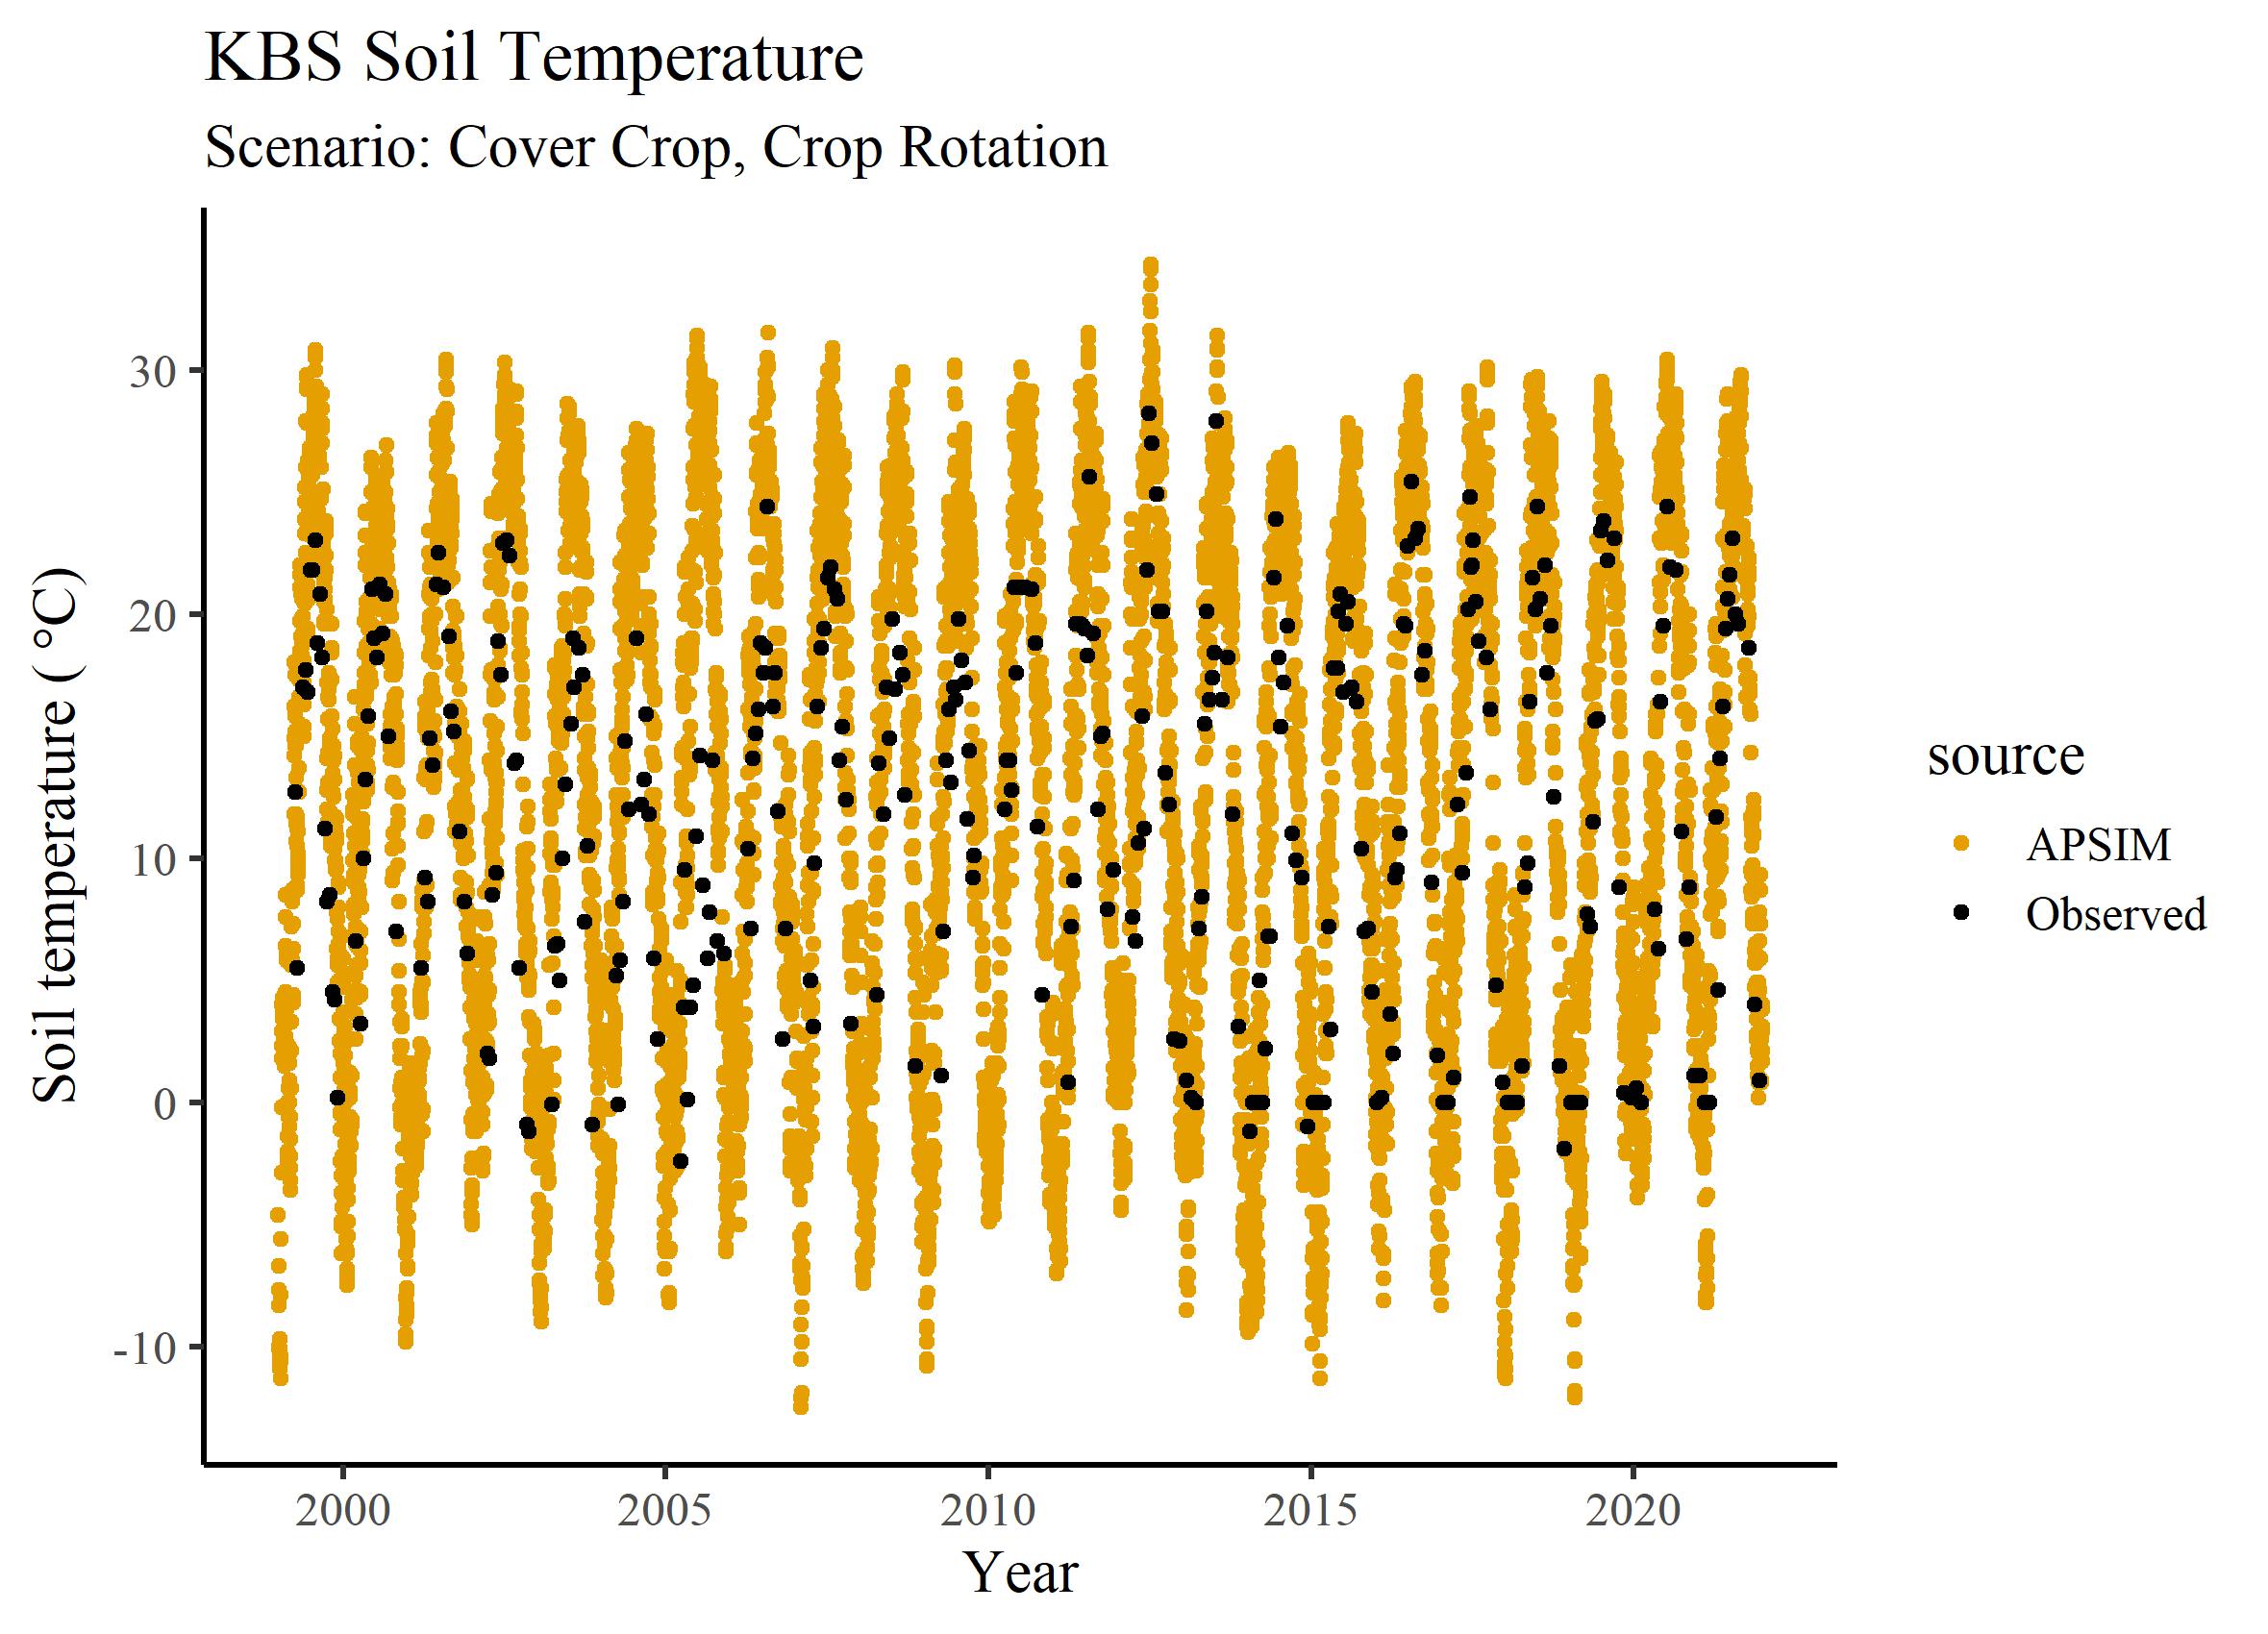 KBS Soil Temperature
Scenario: Cover Crop, Crop Rotation
Soil temperature ( °C)
30
20
10
0
-10
2000
2005
2010
2015
2020
Year
source
APSIM
Observed